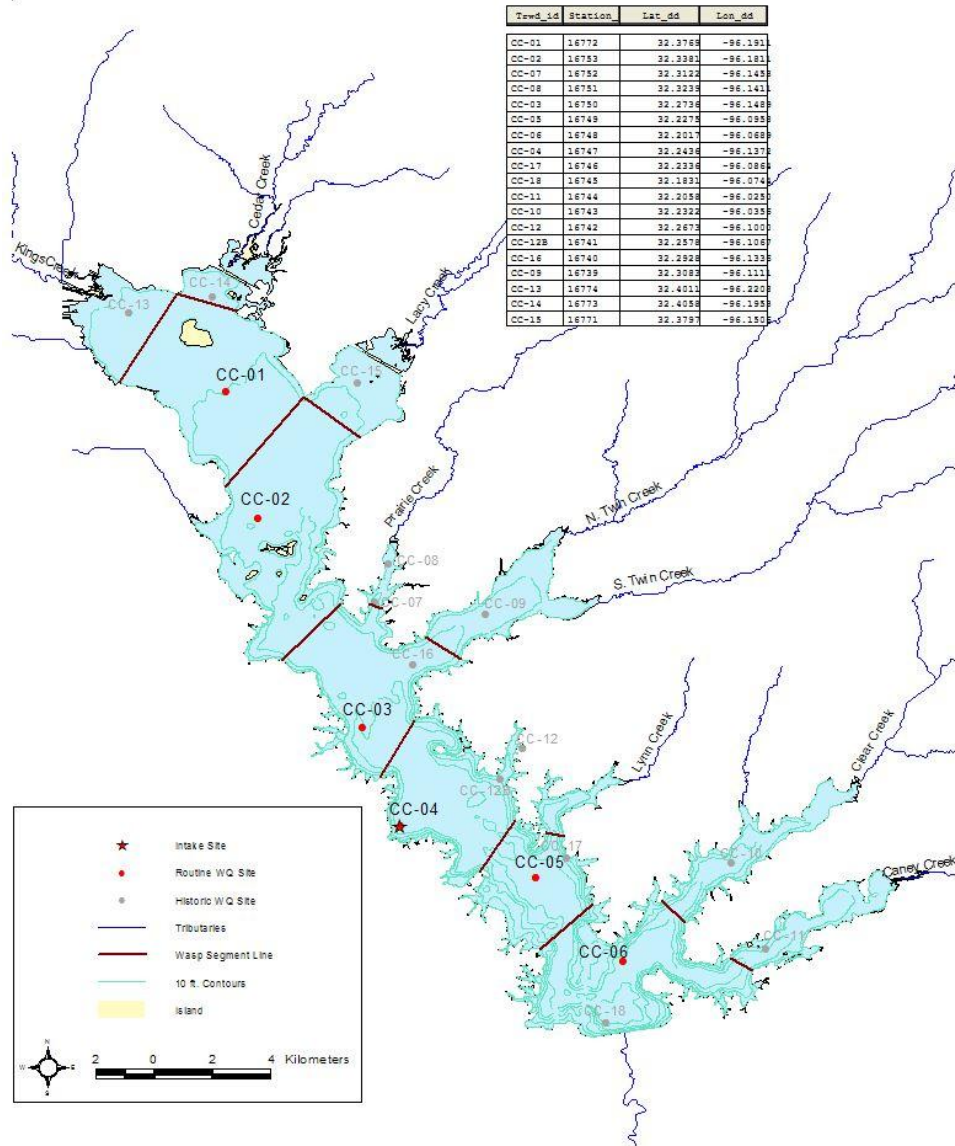 Trwd_id Station_ Lat_dd Lon_dd
CC-01 16772 32.3769 -96.1911
CC-02 16753 32.3381 -96.1811
CC-07 16752 32.3122 -96.1458
CC-08 16751 32.3239 -96.1411
CC-03 16750 32.2736 -96.1489
CC-05 16749 32.2275 -96.0958
CC-06 16748 32.2017 -96.0689
CC-04 16747 32.2436 -96.1372
CC-17 16746 32.2336 -96.0864
CC-18 16745 32.1831
CC-11 16744 32.2058 -96.0250
CC-10 16743 32.2322 -96.0356
CC-12 16742 32.2673 -96.1000
CC-12B 16741 32.2578 -96.1067
CC-16 16740 32.2928 -96.1336
CC-09 16739 32.3083 -96.1111
CC-13 16774 32.4011 -96.2208
CC-14 16773 32.4058 -96.1958
CC-15 16771 32.3797 -96.1506
Cedar Creek
Kings Creek
CC-14
CC-13
Lacy Creek
CC-01
CC-15
Prairie Creek
CC-02
N. Twin Creek
CC-08
S. Twin Creek
CC-07
CC-09
CC-16
CC-03
CC-12
Lynn Creek
Clear Creek
CC-12B
CC-04
CC-17
CC-05
CC-10
Caney Creek
CC-11
CC-06
CC-18
Intake Site
Routine WQ Site
Historic WQ Site
Tributaries
Wasp Segment Line
10 ft. Contours
Island
N
W E
S
2 0 2 4 Kilometers